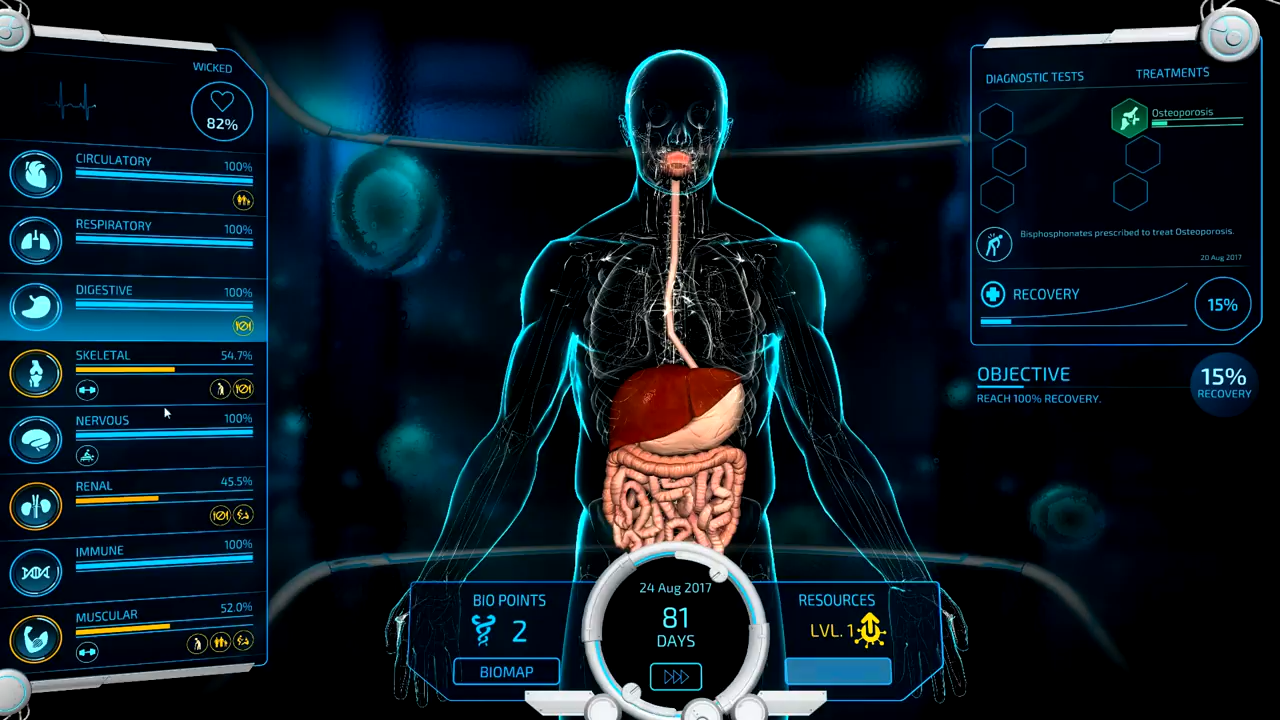 WICKED
82%
CIRCULATORY 100%
RESPIRATORY 100%
DIGESTIVE 100%
SKELETAL 54.7%
NERVOUS 100%
RENAL 45.5%
IMMUNE 100%
MUSCULAR 52.0%
DIAGNOSTIC TESTS TREATMENTS
Osteoporosis
Bisphosphonates prescribed to treat Osteoporosis.
20 Aug 2017
RECOVERY 15%
OBJECTIVE
REACH 100% RECOVERY.
15%
RECOVERY
BIO POINTS
2
BIOMAP
24 Aug 2017
81
DAYS
RESOURCES
LVL. 1